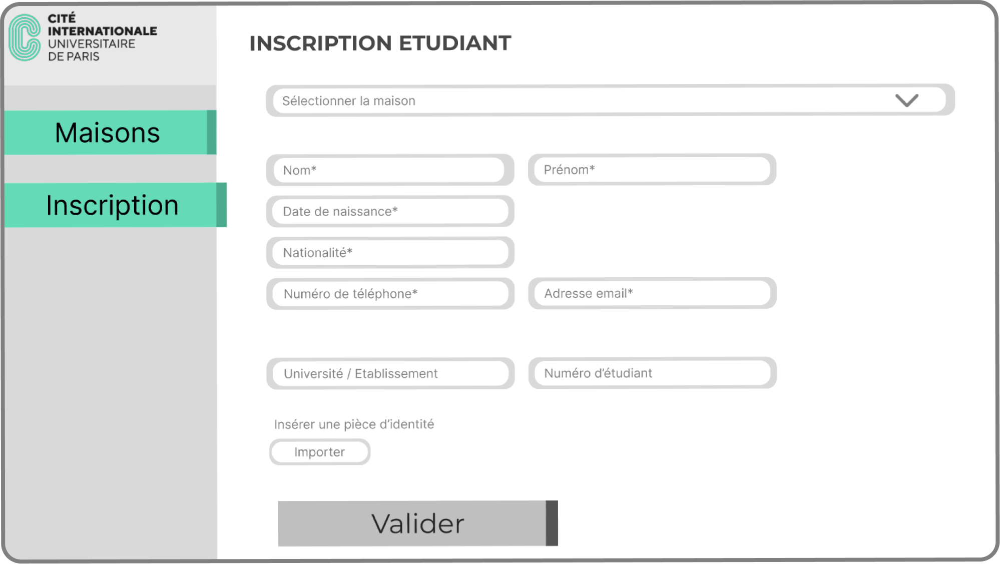 CITÉ
INTERNATIONALE
UNIVERSITAIRE
DE PARIS
Maisons
Inscription
INSCRIPTION ETUDIANT
Sélectionner la maison
Nom*
Prénom*
Date de naissance*
Nationalité*
Numéro de téléphone*
Adresse email*
Université / Etablissement
Numéro d’étudiant
Insérer une pièce d’identité
Importer
Valider